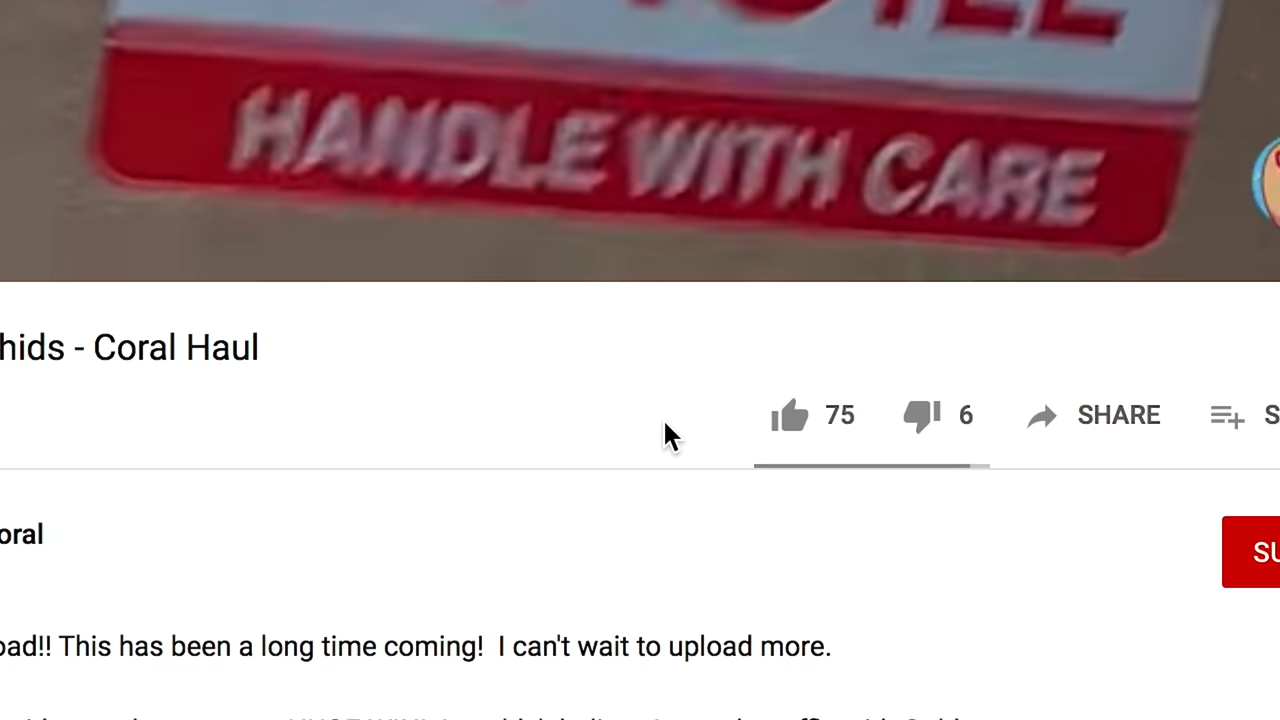 HANDLE WITH CARE
hids - Coral Haul
75 6 SHARE S
oral
SU
oad!! This has been a long time coming! I can't wait to upload more.